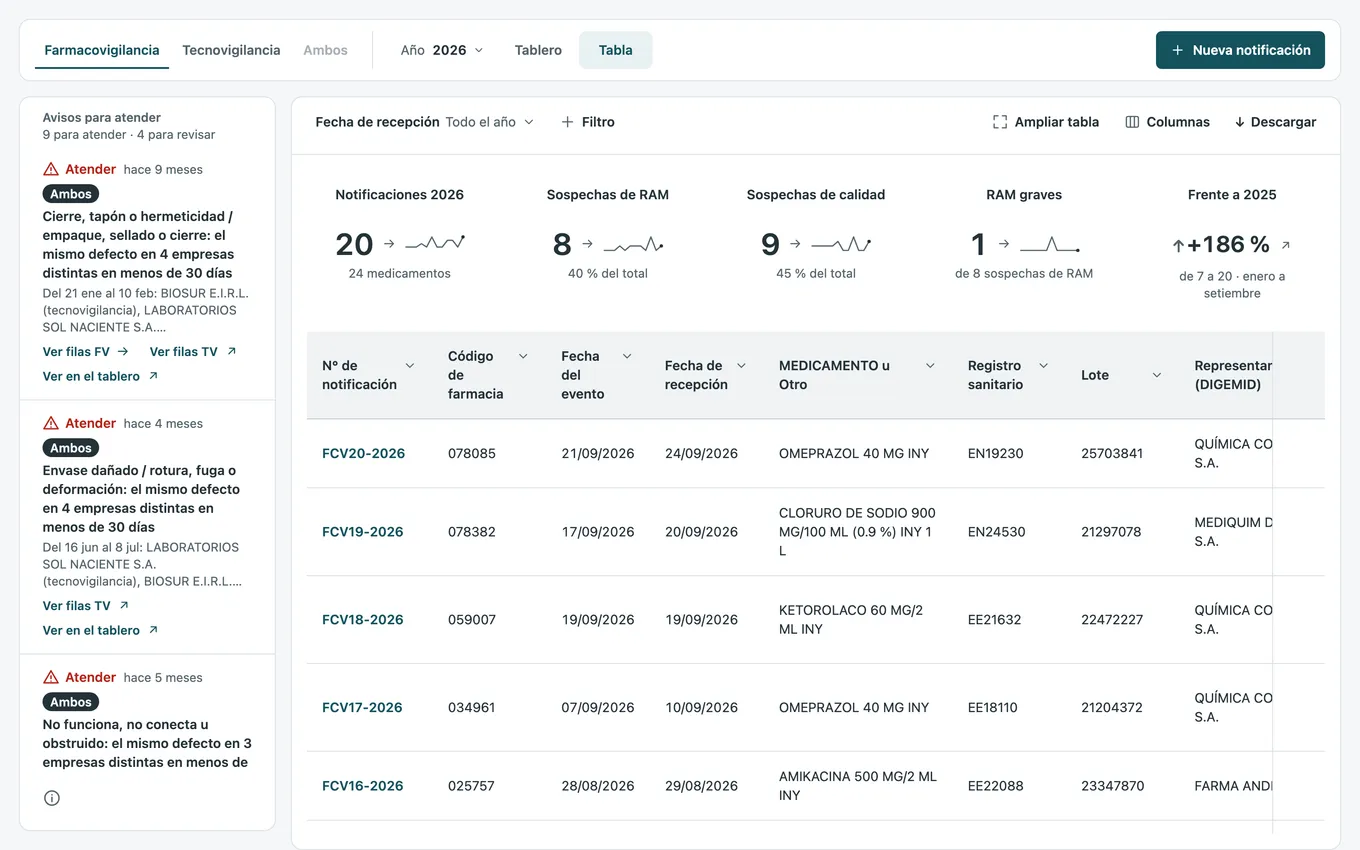 Farmacovigilancia Tecnovigilancia Ambos Año 2026 Tablero Tabla + Nueva notificación
Avisos para atender
9 para atender · 4 para revisar
Atender hace 9 meses
Ambos
Cierre, tapón o hermeticidad /
empaque, sellado o cierre: el
mismo defecto en 4 empresas
distintas en menos de 30 días
Del 21 ene al 10 feb: BIOSUR E.I.R.L.
(tecnovigilancia), LABORATORIOS
SOL NACIENTE S.A....
Ver filas FV → Ver filas TV ↗
Ver en el tablero ↗
Atender hace 4 meses
Ambos
Envase dañado / rotura, fuga o
deformación: el mismo defecto
en 4 empresas distintas en
menos de 30 días
Del 16 jun al 8 jul: LABORATORIOS
SOL NACIENTE S.A.
(tecnovigilancia), BIOSUR E.I.R.L....
Ver filas TV ↗
Ver en el tablero ↗
Atender hace 5 meses
Ambos
No funciona, no conecta u
obstruido: el mismo defecto en 3
empresas distintas en menos de
Fecha de recepción Todo el año + Filtro Ampliar tabla Columnas ↓ Descargar
Notificaciones 2026 Sospechas de RAM Sospechas de calidad RAM graves Frente a 2025
20 → 8 → 9 → 1 → ↑+186 % ↗
24 medicamentos 40 % del total 45 % del total de 8 sospechas de RAM de 7 a 20 · enero a
setiembre
N° de
notificación
Código
de
farmacia
Fecha
del
evento
Fecha de
recepción
MEDICAMENTO u
Otro
Registro
sanitario
Lote
Representar
(DIGEMID)
FCV20-2026 078085 21/09/2026 24/09/2026 OMEPRAZOL 40 MG INY EN19230 25703841 QUÍMICA CO
S.A.
FCV19-2026 078382 17/09/2026 20/09/2026 CLORURO DE SODIO 900
MG/100 ML (0.9 %) INY 1
L
EN24530 21297078 MEDIQUIM D
S.A.
FCV18-2026 059007 19/09/2026 19/09/2026 KETOROLACO 60 MG/2
ML INY
EE21632 22472227 QUÍMICA CO
S.A.
FCV17-2026 034961 07/09/2026 10/09/2026 OMEPRAZOL 40 MG INY EE18110 21204372 QUÍMICA CO
S.A.
FCV16-2026 025757 28/08/2026 29/08/2026 AMIKACINA 500 MG/2 ML
INY
EE22088 23347870 FARMA AND